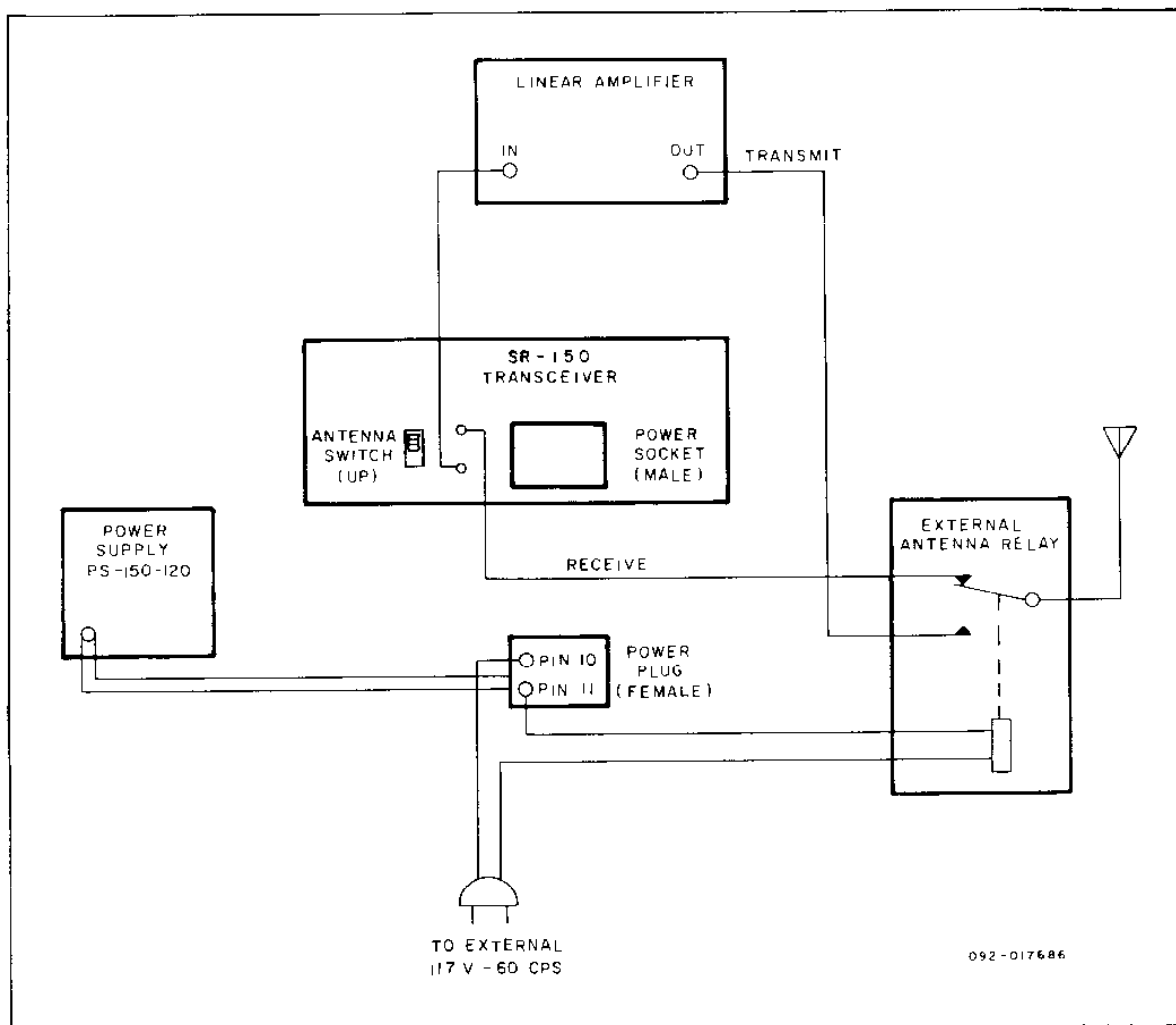 LINEAR AMPLIFIER
IN
OUT
TRANSMIT
SR-150
TRANSCEIVER
ANTENNA
SWITCH
(UP)
POWER
SOCKET
(MALE)
POWER
SUPPLY
PS-150-120
EXTERNAL
ANTENNA RELAY
RECEIVE
PIN 10
PIN 11
POWER
PLUG
(FEMALE)
TO EXTERNAL
117 V - 60 CPS
092-017686